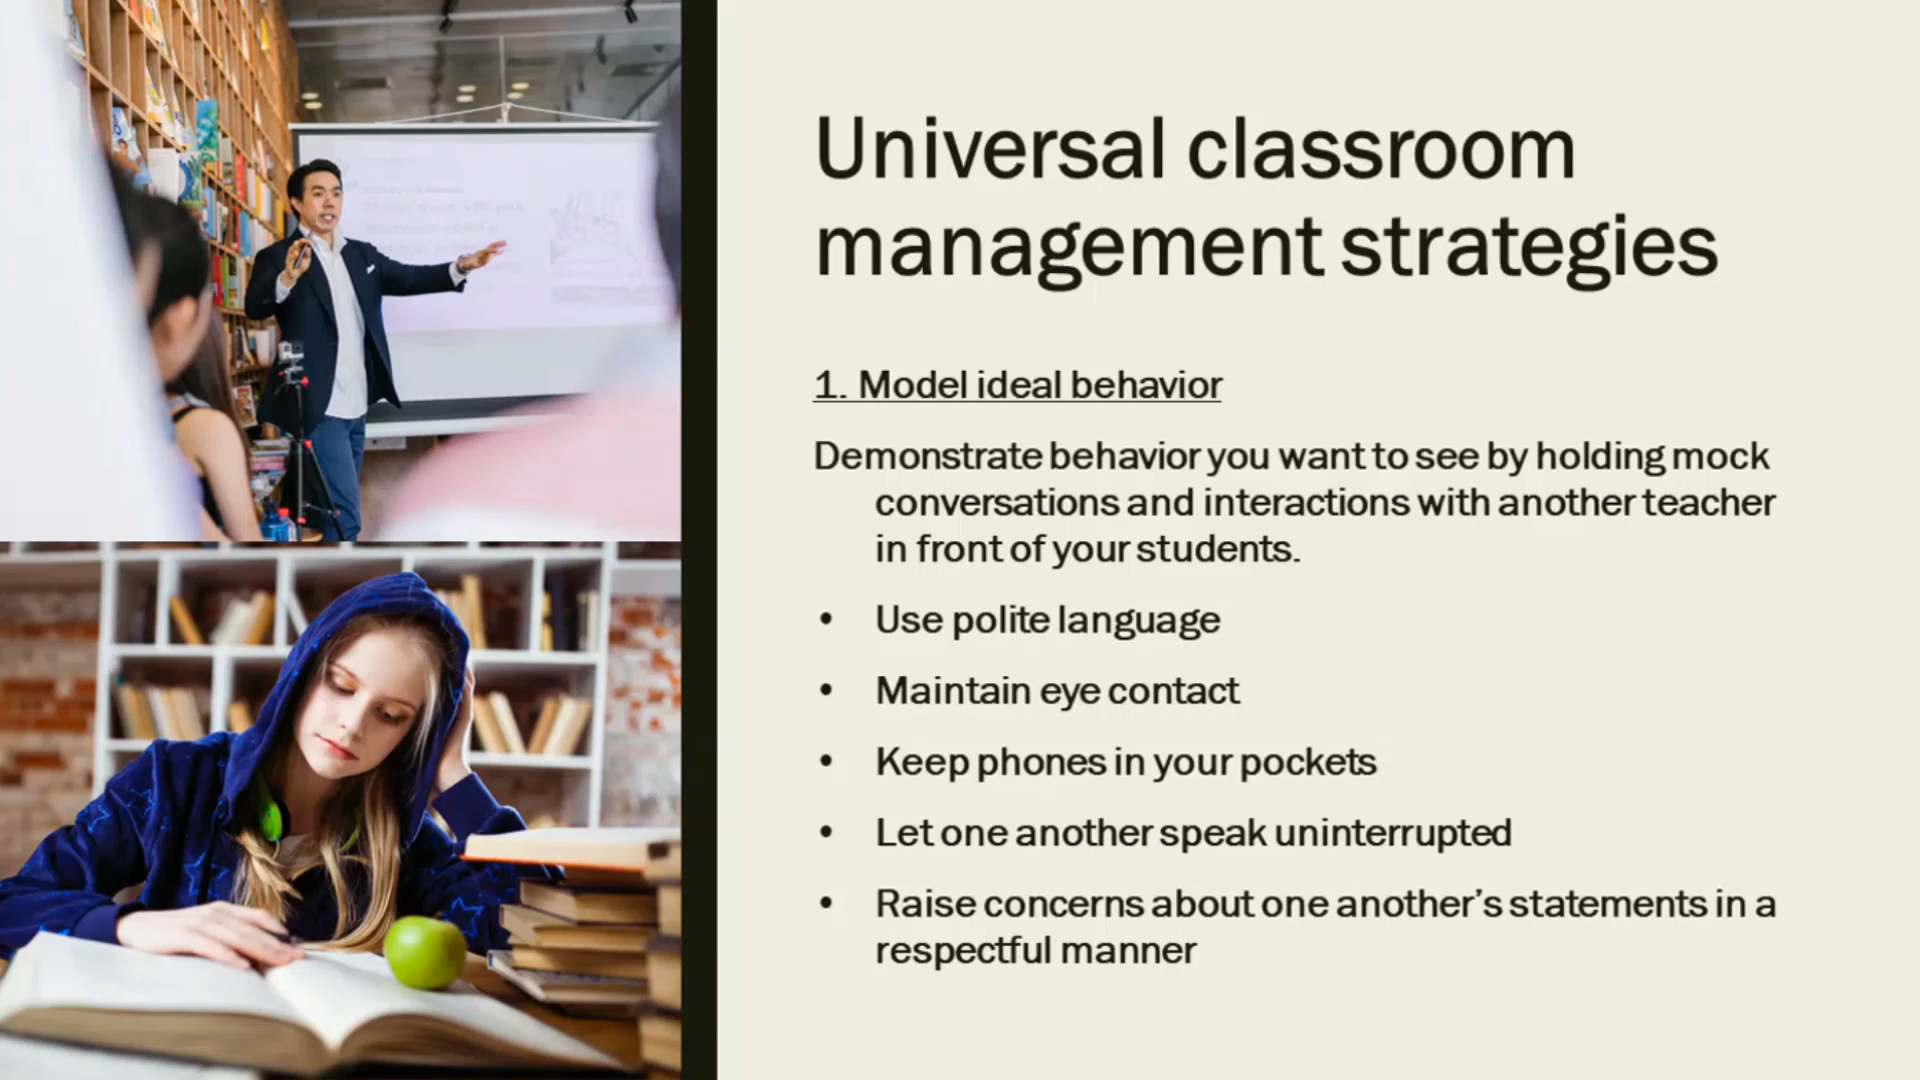 Universal classroom
management strategies
1. Model ideal behavior
Demonstrate behavior you want to see by holding mock
conversations and interactions with another teacher
in front of your students.
• Use polite language
• Maintain eye contact
• Keep phones in your pockets
• Let one another speak uninterrupted
• Raise concerns about one another’s statements in a
respectful manner